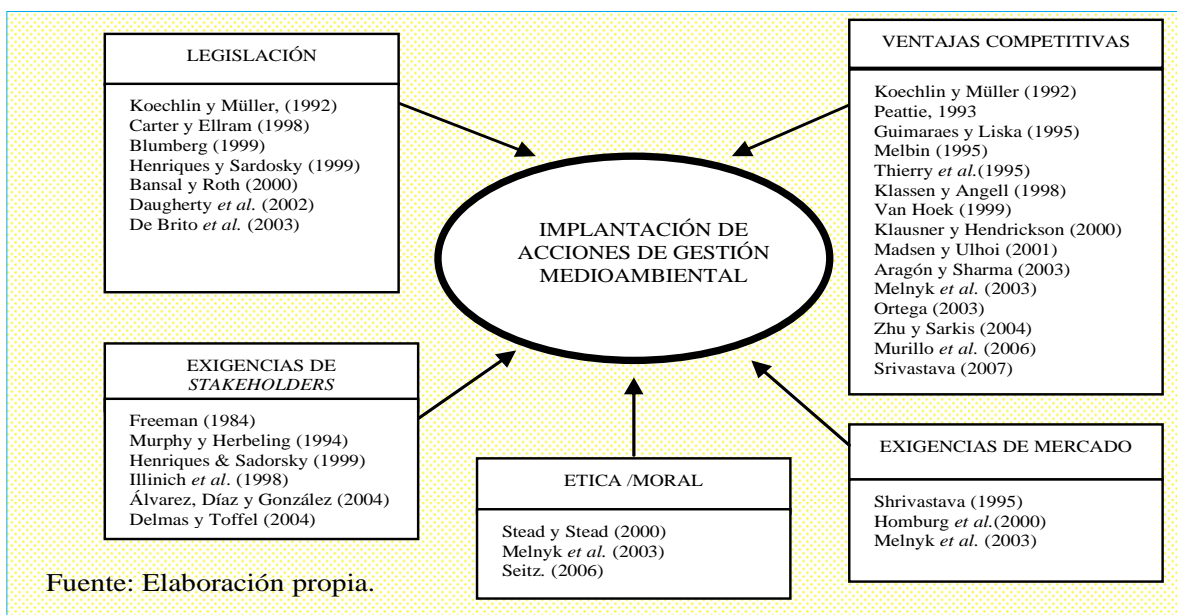 LEGISLACIÓN
Koechlin y Müller, (1992)
Carter y Ellram (1998)
Blumberg (1999)
Henriques y Sardosky (1999)
Bansal y Roth (2000)
Daugherty et al. (2002)
De Brito et al. (2003)
VENTAJAS COMPETITIVAS
Koechlin y Müller (1992)
Peattie, 1993
Guimaraes y Liska (1995)
Melbin (1995)
Thierry et al.(1995)
Klassen y Angell (1998)
Van Hoek (1999)
Klausner y Hendrickson (2000)
Madsen y Ulhoi (2001)
Aragón y Sharma (2003)
Melnyk et al. (2003)
Ortega (2003)
Zhu y Sarkis (2004)
Murillo et al. (2006)
Srivastava (2007)
IMPLANTACIÓN DE
ACCIONES DE GESTIÓN
MEDIOAMBIENTAL
EXIGENCIAS DE
STAKEHOLDERS
Freeman (1984)
Murphy y Herbeling (1994)
Henriques & Sadorsky (1999)
Illinich et al. (1998)
Álvarez, Díaz y González (2004)
Delmas y Toffel (2004)
ETICA /MORAL
Stead y Stead (2000)
Melnyk et al. (2003)
Seitz. (2006)
EXIGENCIAS DE MERCADO
Shrivastava (1995)
Homburg et al.(2000)
Melnyk et al. (2003)
Fuente: Elaboración propia.